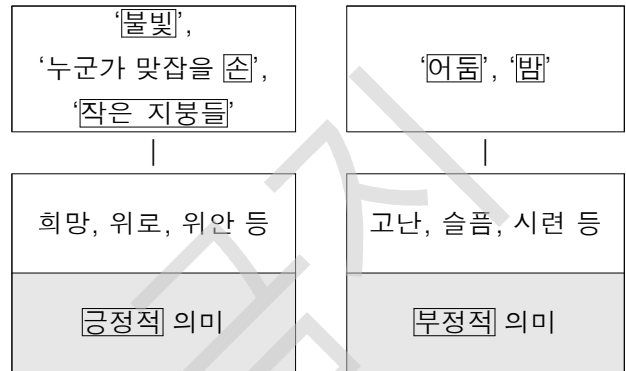 ‘불빛’,
‘누군가 맞잡을 손’,
‘작은 지붕들’
‘어둠’, ‘밤’
희망, 위로, 위안 등
고난, 슬픔, 시련 등
긍정적 의미
부정적 의미